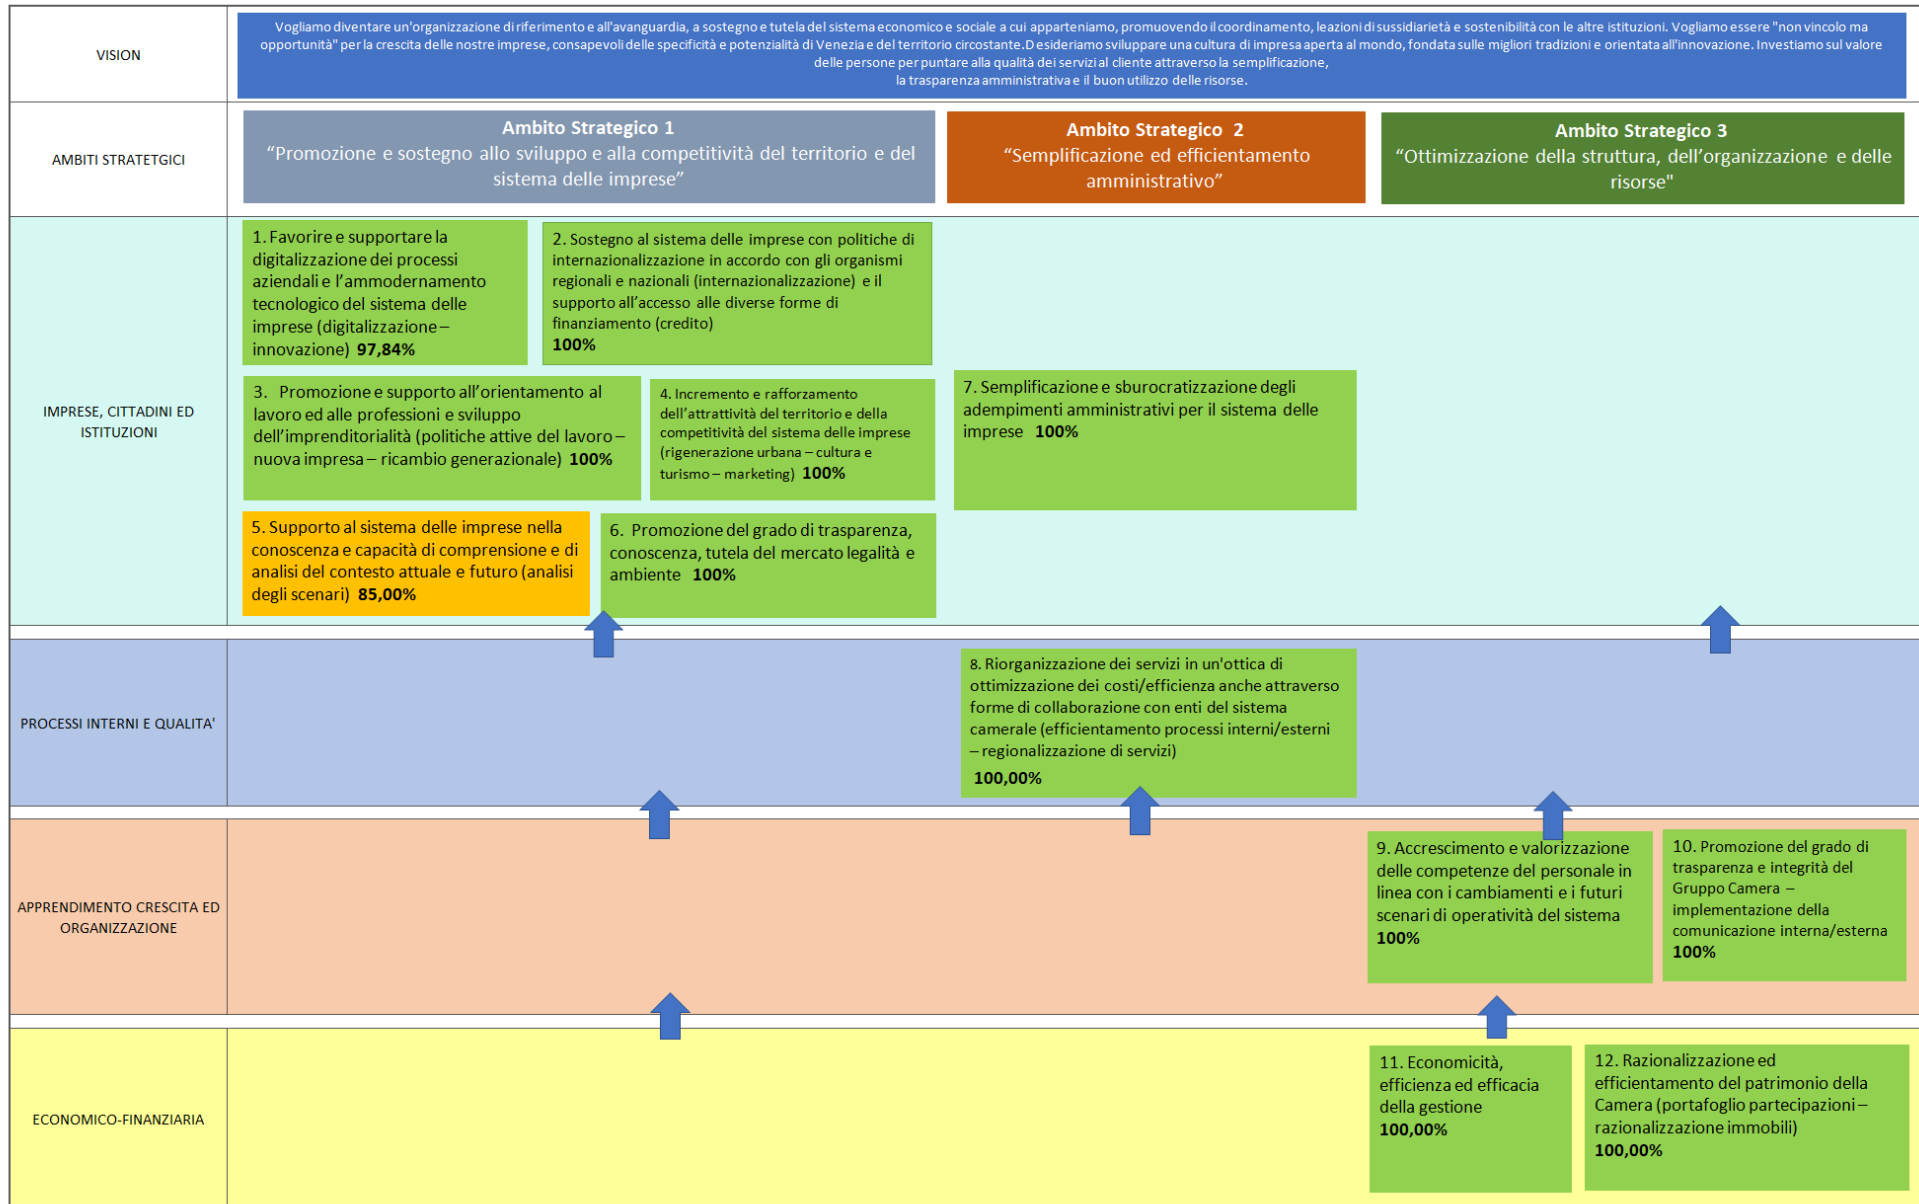 VISION
Vogliamo diventare un'organizzazione di riferimento e all'avanguardia, a sostegno e tutela del sistema economico e sociale a cui apparteniamo, promuovendo il coordinamento, le azioni di sussidiarietà e sostenibilità con le altre istituzioni. Vogliamo essere "non vincolo ma
opportunità" per la crescita delle nostre imprese, consapevoli delle specificità e potenzialità di Venezia e del territorio circostante.Desideriamo sviluppare una cultura di impresa aperta al mondo, fondata sulle migliori tradizioni e orientata all'innovazione. Investiamo sul valore
delle persone per puntare alla qualità dei servizi al cliente attraverso la semplificazione,
la trasparenza amministrativa e il buon utilizzo delle risorse.
AMBITI STRATETGICI
Ambito Strategico 1
“Promozione e sostegno allo sviluppo e alla competitività del territorio e del
sistema delle imprese”
Ambito Strategico 2
“Semplificazione ed efficientamento
amministrativo”
Ambito Strategico 3
“Ottimizzazione della struttura, dell’organizzazione e delle
risorse"
IMPRESE, CITTADINI ED
ISTITUZIONI
1. Favorire e supportare la
digitalizzazione dei processi
aziendali e l’ammodernamento
tecnologico del sistema delle
imprese (digitalizzazione –
innovazione) 97,84%
2. Sostegno al sistema delle imprese con politiche di
internazionalizzazione in accordo con gli organismi
regionali e nazionali (internazionalizzazione) e il
supporto all’accesso alle diverse forme di
finanziamento (credito)
100%
3. Promozione e supporto all’orientamento al
lavoro ed alle professioni e sviluppo
dell’imprenditorialità (politiche attive del lavoro –
nuova impresa – ricambio generazionale) 100%
4. Incremento e rafforzamento
dell’attrattività del territorio e della
competitività del sistema delle imprese
(rigenerazione urbana – cultura e
turismo – marketing) 100%
5. Supporto al sistema delle imprese nella
conoscenza e capacità di comprensione e di
analisi del contesto attuale e futuro (analisi
degli scenari) 85,00%
6. Promozione del grado di trasparenza,
conoscenza, tutela del mercato legalità e
ambiente 100%
7. Semplificazione e sburocratizzazione degli
adempimenti amministrativi per il sistema delle
imprese 100%
PROCESSI INTERNI E QUALITA'
8. Riorganizzazione dei servizi in un'ottica di
ottimizzazione dei costi/efficienza anche attraverso
forme di collaborazione con enti del sistema
camerale (efficientamento processi interni/esterni
– regionalizzazione di servizi)
100,00%
APPRENDIMENTO CRESCITA ED
ORGANIZZAZIONE
9. Accrescimento e valorizzazione
delle competenze del personale in
linea con i cambiamenti e i futuri
scenari di operatività del sistema
100%
10. Promozione del grado di
trasparenza e integrità del
Gruppo Camera –
implementazione della
comunicazione interna/esterna
100%
ECONOMICO-FINANZIARIA
11. Economicità,
efficienza ed efficacia
della gestione
100,00%
12. Razionalizzazione ed
efficientamento del patrimonio della
Camera (portafoglio partecipazioni –
razionalizzazione immobili)
100,00%